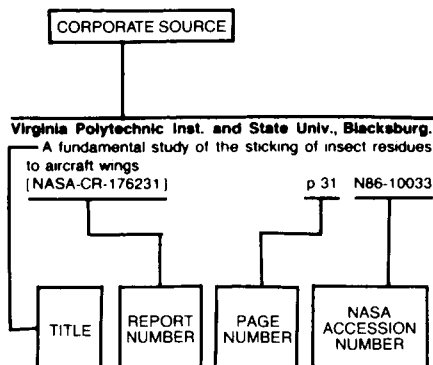 CORPORATE SOURCE
Virginia Polytechnic Inst. and State Univ., Blacksburg.
A fundamental study of the sticking of insect residues
to aircraft wings
[NASA-CR-176231] p 31 N86-10033
TITLE
REPORT
NUMBER
PAGE
NUMBER
NASA
ACCESSION
NUMBER